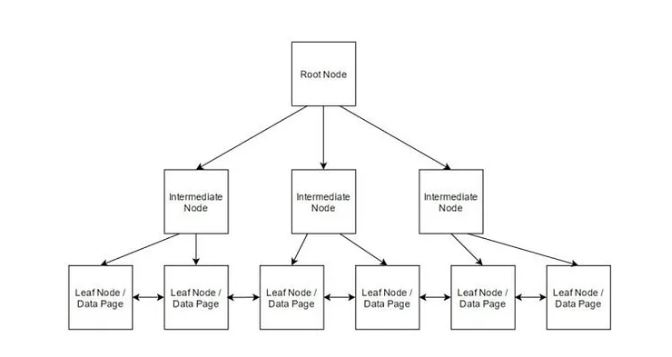 Root Node
Intermediate
Node
Intermediate
Node
Intermediate
Node
Leaf Node /
Data Page
Leaf Node /
Data Page
Leaf Node /
Data Page
Leaf Node /
Data Page
Leaf Node /
Data Page
Leaf Node /
Data Page